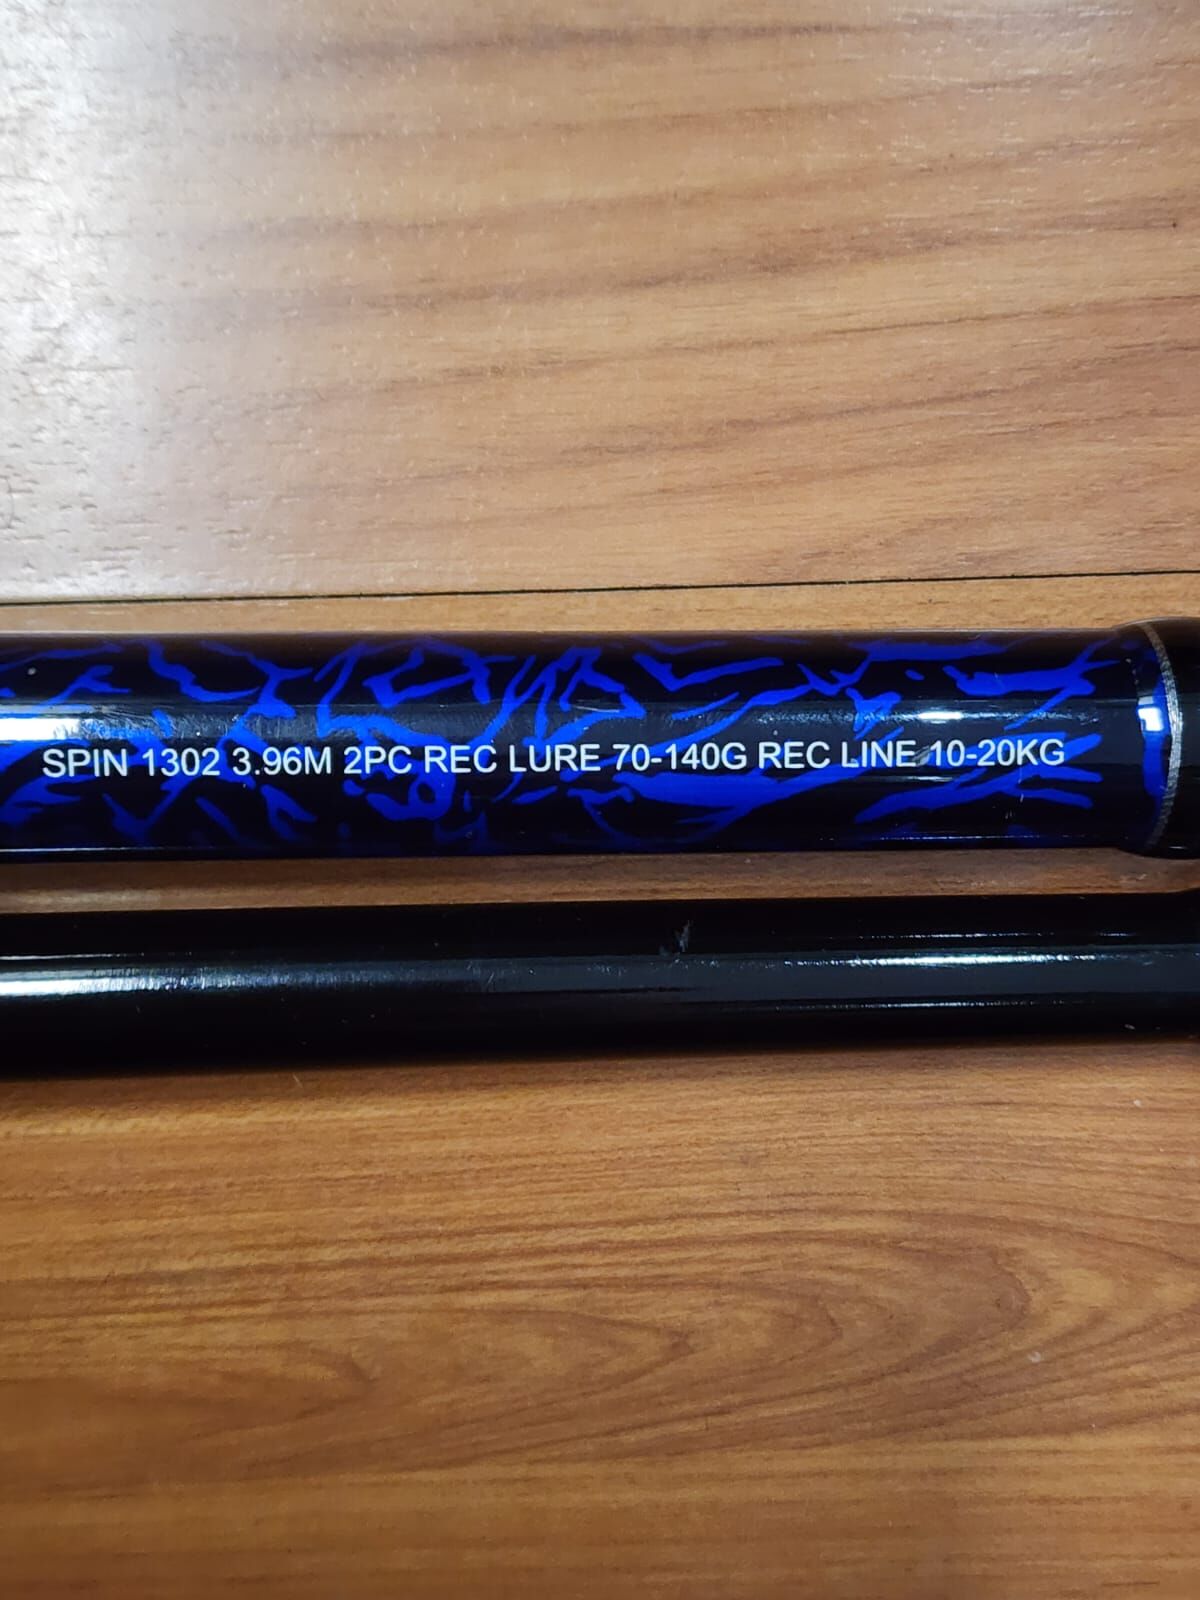 SPIN 1302 3.96M 2PC REC LURE 70-140G REC LINE 10-20KG